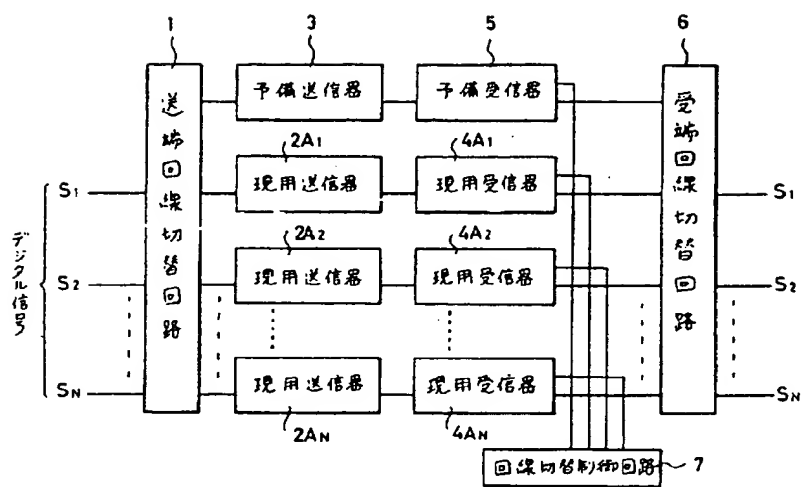 1
3
5
6
送端回線切替回路
予備送信器
予備受信器
受端回線切替回路
2A1
4A1
S1
現用送信器
現用受信器
S1
2A2
4A2
デジタル信号
S2
現用送信器
現用受信器
S2
SN
現用送信器
現用受信器
SN
2AN
4AN
回線切替制御回路
7